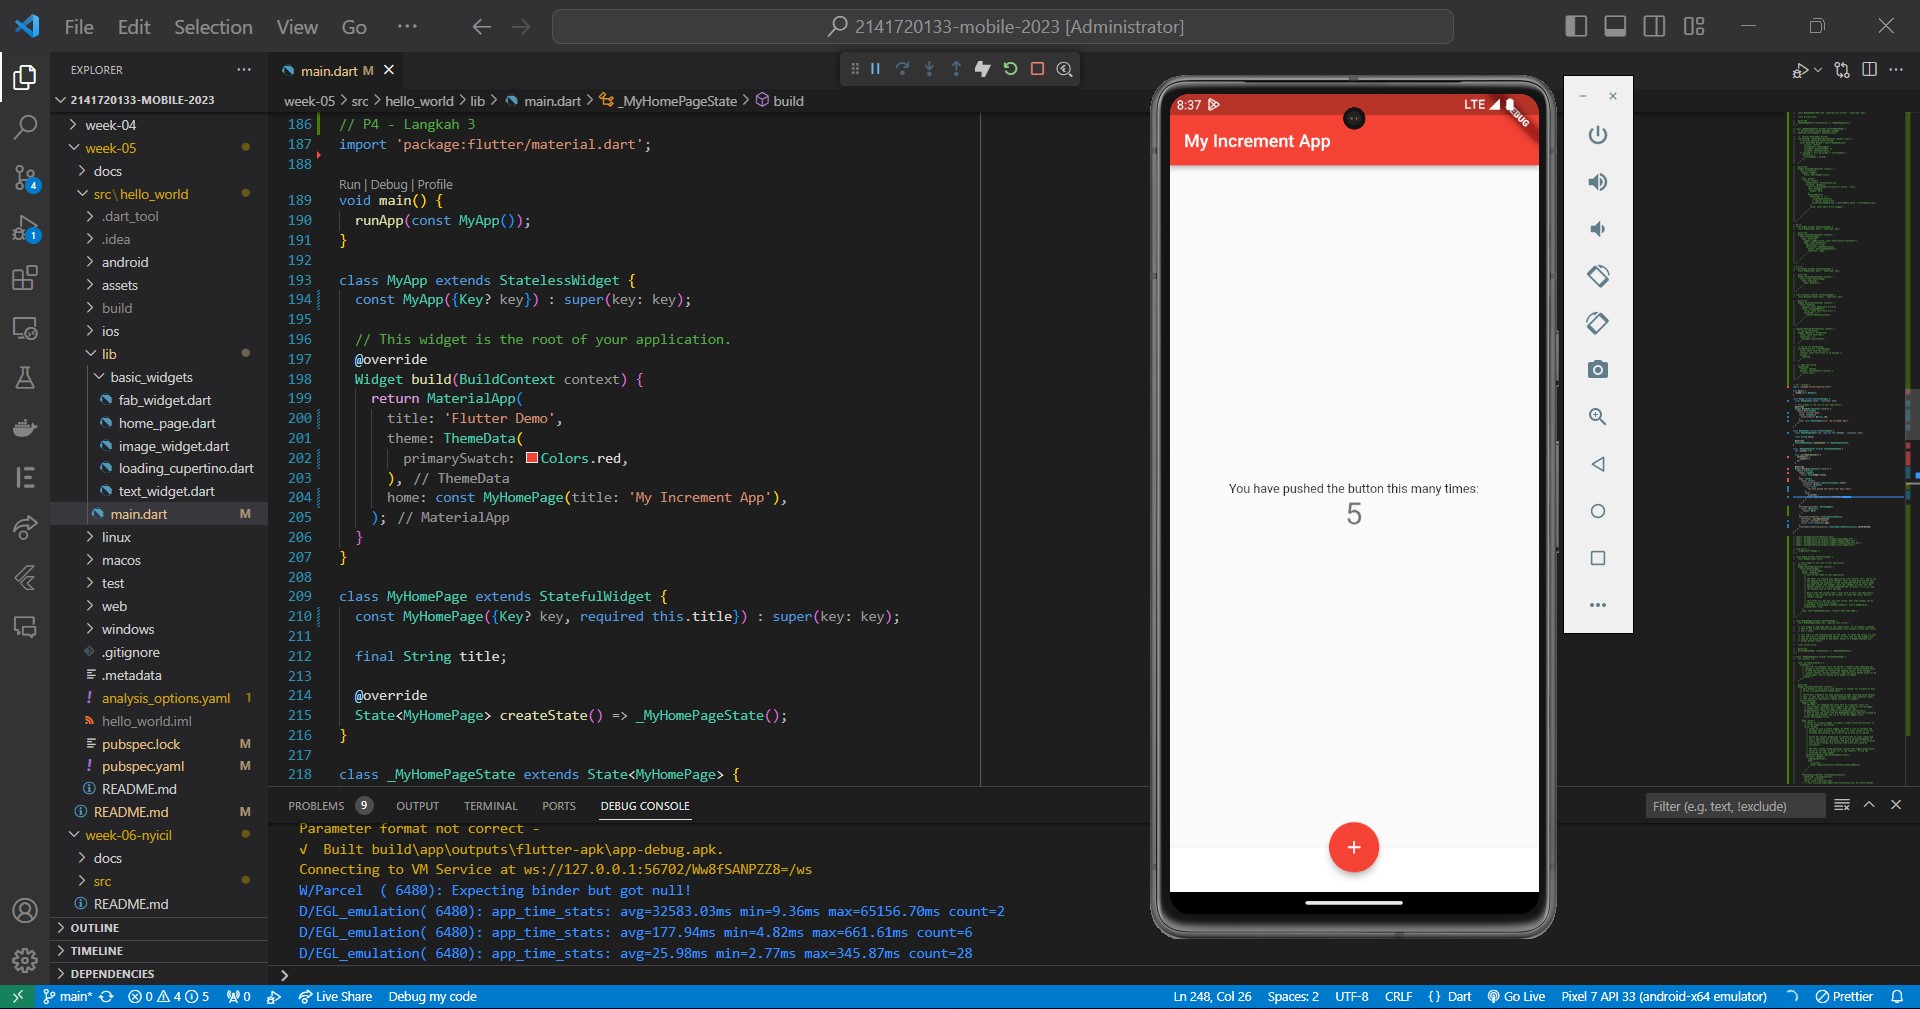 File Edit Selection View Go ···
2141720133-mobile-2023 [Administrator]
EXPLORER ···
2141720133-MOBILE-2023
week-04
week-05
docs
src\hello_world
.dart_tool
.idea
android
assets
build
ios
lib
basic_widgets
fab_widget.dart
home_page.dart
image_widget.dart
loading_cupertino.dart
text_widget.dart
main.dart M
linux
macos
test
web
windows
.gitignore
.metadata
analysis_options.yaml 1
hello_world.iml
pubspec.lock M
pubspec.yaml M
README.md
README.md M
week-06-nyicil
docs
src
README.md
OUTLINE
TIMELINE
DEPENDENCIES
4
1
main.dart M
week-05 > src > hello_world > lib > main.dart > _MyHomePageState > build
186 // P4 - Langkah 3
187 import 'package:flutter/material.dart';
188
Run | Debug | Profile
189 void main() {
190 runApp(const MyApp());
191 }
192
193 class MyApp extends StatelessWidget {
194 const MyApp({Key? key}) : super(key: key);
195
196 // This widget is the root of your application.
197 @override
198 Widget build(BuildContext context) {
199 return MaterialApp(
200 title: 'Flutter Demo',
201 theme: ThemeData(
202 primarySwatch: Colors.red,
203 ), // ThemeData
204 home: const MyHomePage(title: 'My Increment App'),
205 ); // MaterialApp
206 }
207 }
208
209 class MyHomePage extends StatefulWidget {
210 const MyHomePage({Key? key, required this.title}) : super(key: key);
211
212 final String title;
213
214 @override
215 State<MyHomePage> createState() => _MyHomePageState();
216 }
217
218 class _MyHomePageState extends State<MyHomePage> {
8:37 LTE
My Increment App
You have pushed the button this many times:
5
+
PROBLEMS 9 OUTPUT TERMINAL PORTS DEBUG CONSOLE
Filter (e.g. text, !exclude)
Parameter format not correct -
√ Built build\app\outputs\flutter-apk\app-debug.apk.
Connecting to VM Service at ws://127.0.0.1:56702/Ww8fSANPZZ8=/ws
W/Parcel ( 6480): Expecting binder but got null!
D/EGL_emulation( 6480): app_time_stats: avg=32583.03ms min=9.36ms max=65156.70ms count=2
D/EGL_emulation( 6480): app_time_stats: avg=177.94ms min=4.82ms max=661.61ms count=6
D/EGL_emulation( 6480): app_time_stats: avg=25.98ms min=2.77ms max=345.87ms count=28
>
main* 0 4 5 0 Live Share Debug my code
Ln 248, Col 26 Spaces: 2 UTF-8 CRLF {} Dart Go Live Pixel 7 API 33 (android-x64 emulator) Prettier